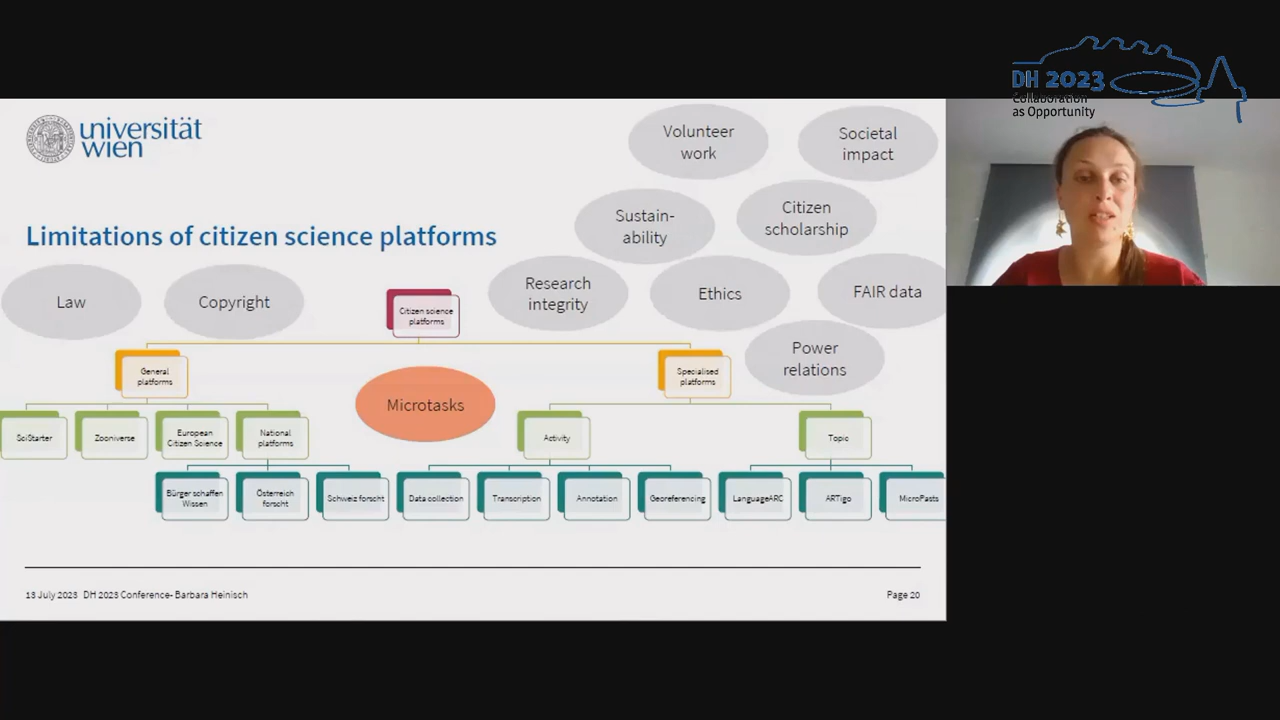 DH 2023
Collaboration
as Opportunity
universität
wien
Volunteer
work
Societal
impact
Sustain-
ability
Citizen
scholarship
Limitations of citizen science platforms
Law
Copyright
Research
integrity
Ethics
FAIR data
Citizen science
platforms
Power
relations
General
platforms
Specialised
platforms
Microtasks
SciStarter
Zooniverse
European
Citizen Science
National
platforms
Activity
Topic
Bürger schaffen
Wissen
Österreich
forscht
Schweiz forscht
Data collection
Transcription
Annotation
Georeferencing
LanguageARC
ARTigo
MicroPasts
13 July 2023 DH 2023 Conference- Barbara Heinisch
Page 20